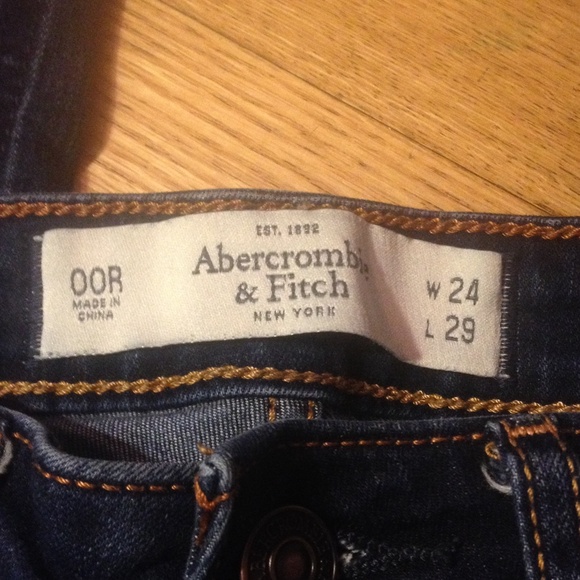 EST. 1892
Abercrombie
& Fitch
NEW YORK
00R
MADE IN
CHINA
W 24
L 29